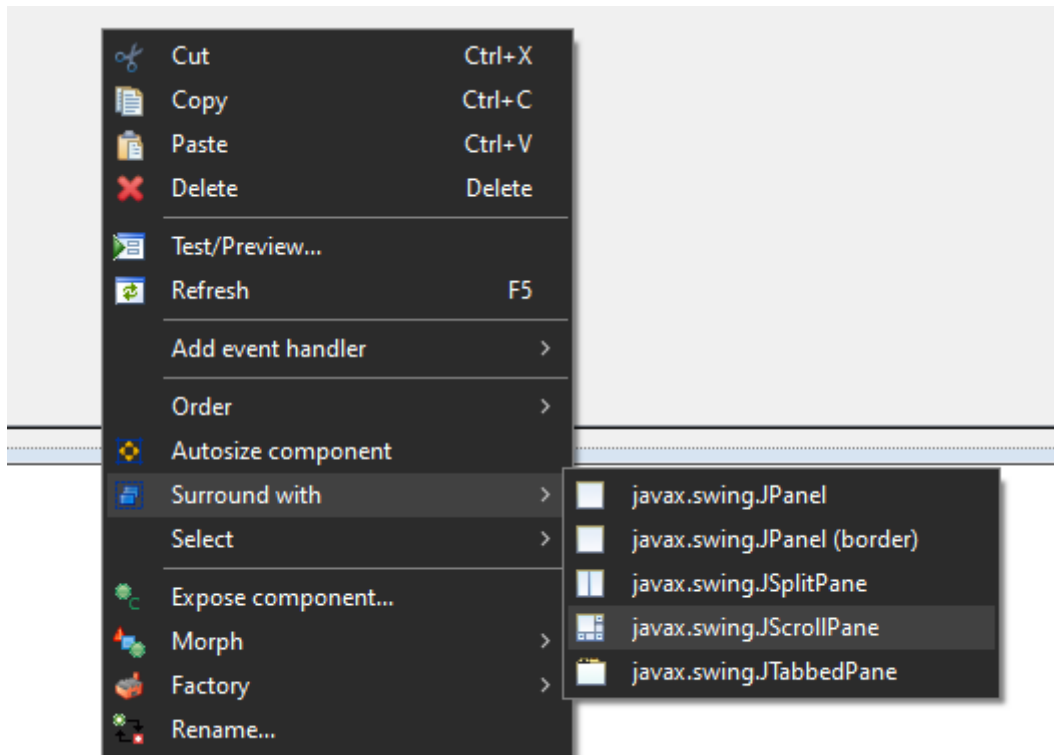 Cut Ctrl+X
Copy Ctrl+C
Paste Ctrl+V
Delete Delete
Test/Preview...
Refresh F5
Add event handler
Order
Autosize component
Surround with
Select
Expose component...
Morph
Factory
Rename...
javax.swing.JPanel
javax.swing.JPanel (border)
javax.swing.JSplitPane
javax.swing.JScrollPane
javax.swing.JTabbedPane